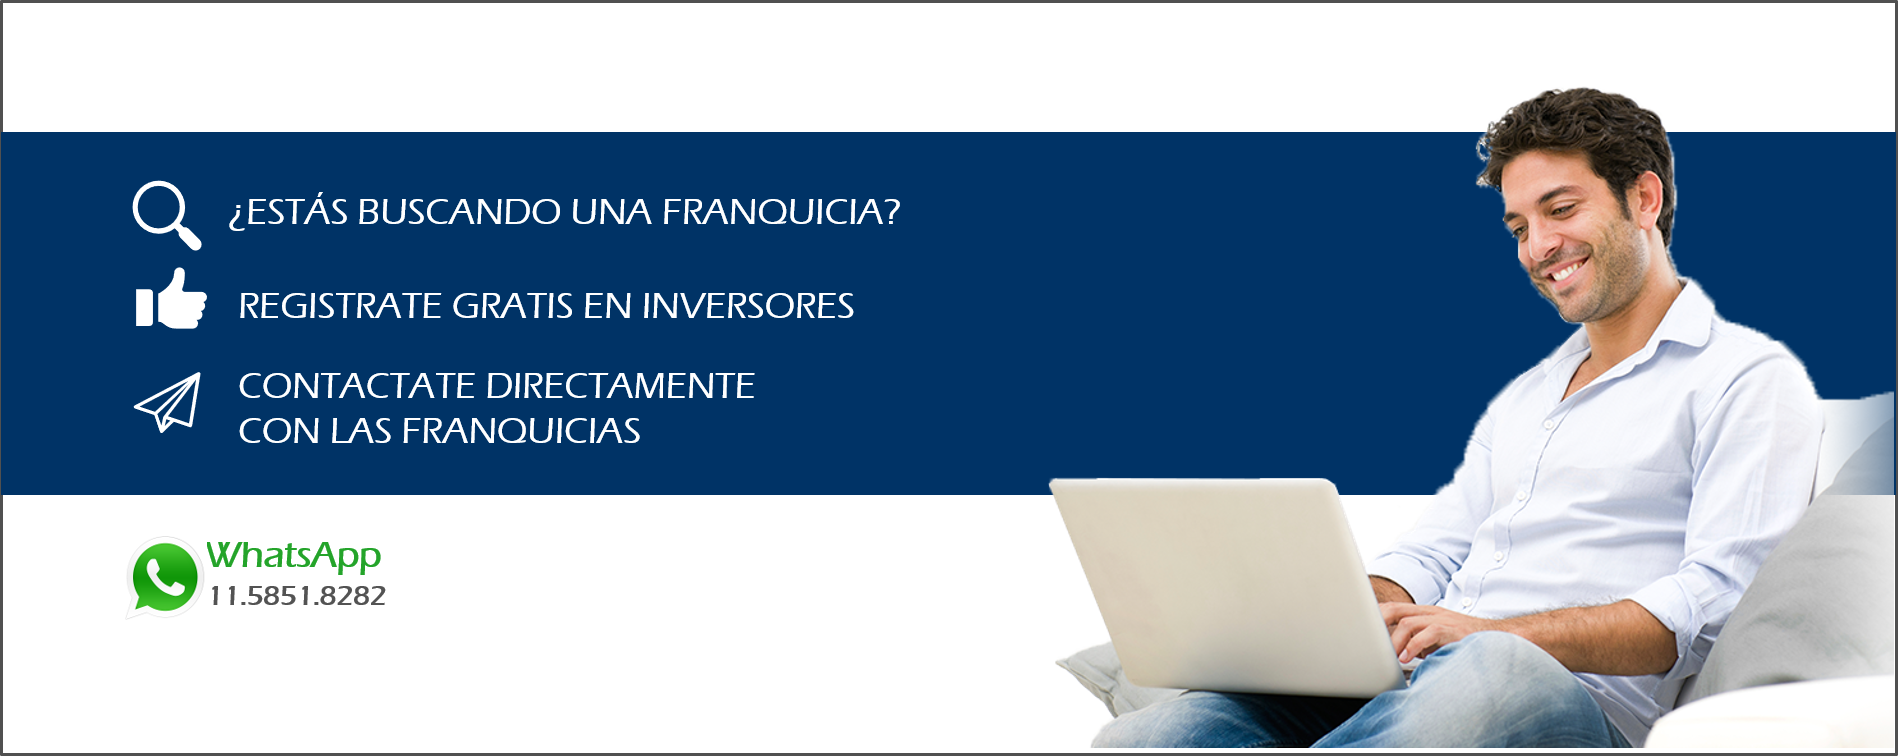 ¿ESTÁS BUSCANDO UNA FRANQUICIA?
REGISTRATE GRATIS EN INVERSORES
CONTACTATE DIRECTAMENTE
CON LAS FRANQUICIAS
WhatsApp
11.5851.8282